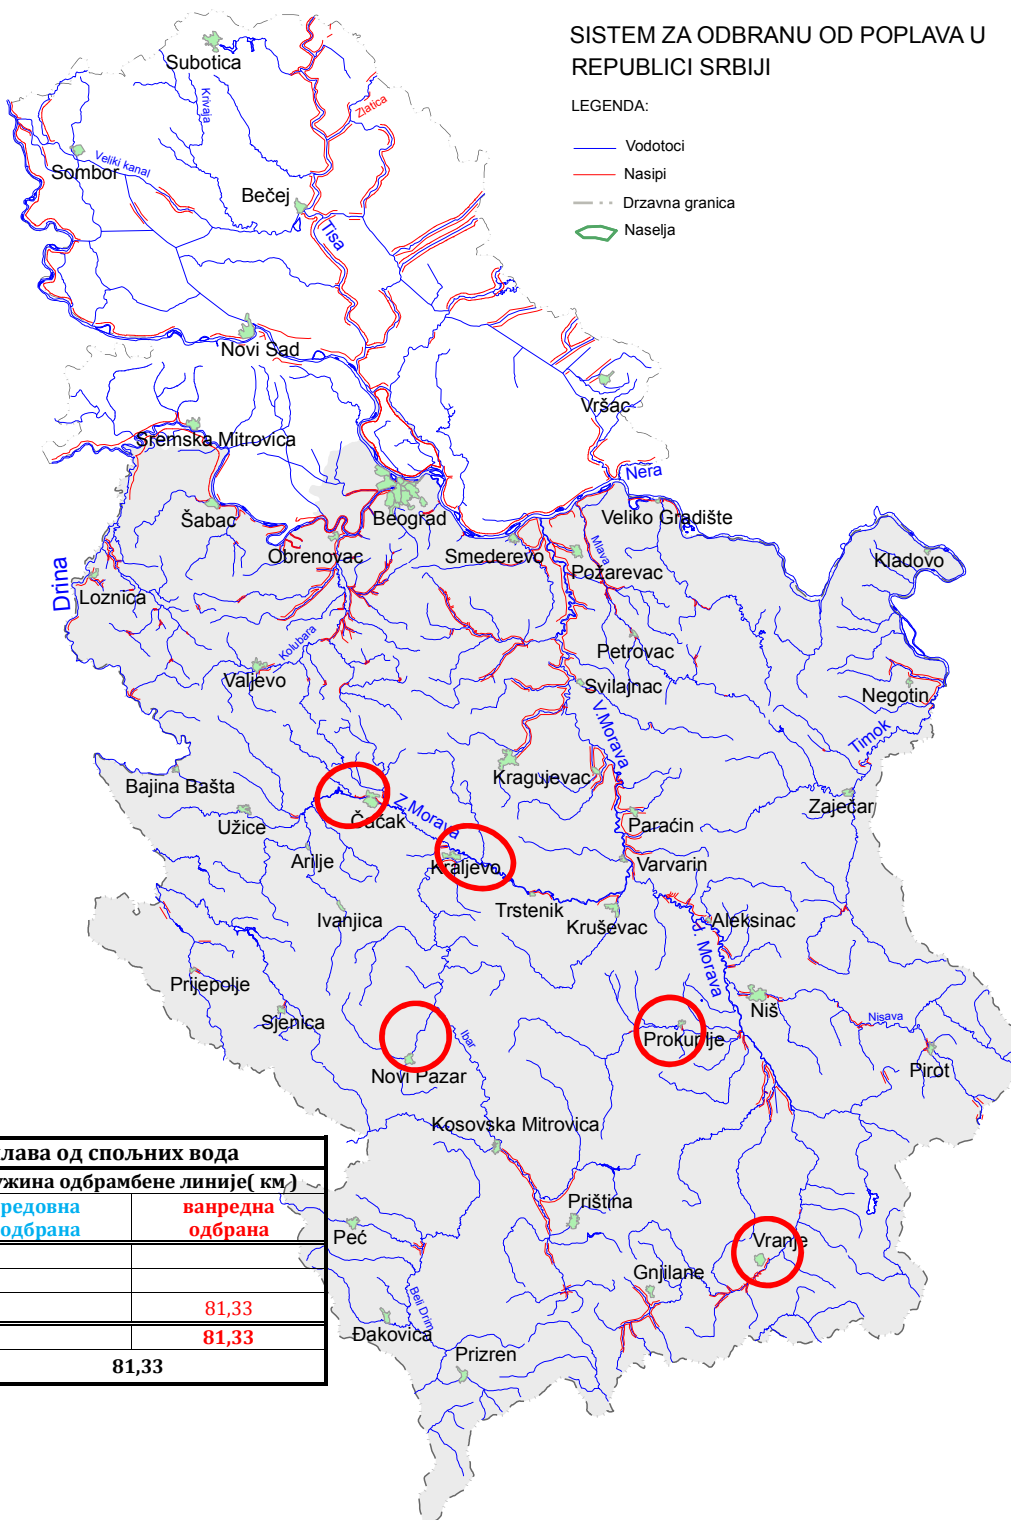 SISTEM ZA ODBRANU OD POPLAVA U
REPUBLICI SRBIJI
LEGENDA:
Vodotoci
Nasipi
Drzavna granica
Naselja
Subotica
Krivaja
Zlatica
Sombor
Veliki kanal
Bečej
Tisa
Novi Sad
Vršac
Sremska Mitrovica
Nera
Šabac
Beograd
Veliko Gradište
Obrenovac
Smederevo
Mlava
Požarevac
Kladovo
Drina
Loznica
Kolubara
Petrovac
Valjevo
Svilajnac
Negotin
V.Morava
Timok
Bajina Bašta
Kragujevac
Zaječar
Užice
Čačak
Z.Morava
Paraćin
Arilje
Kraljevo
Varvarin
Ivanjica
Trstenik
Kruševac
Aleksinac
J. Morava
Prijepolje
Sjenica
Niš
Nisava
Ibar
Prokuplje
Novi Pazar
Pirot
Kosovska Mitrovica
лава од спољних вода
ужина одбрамбене линије( км )
редовна ванредна
одбрана одбрана
81,33
81,33
81,33
Peć
Priština
Vranje
Gnjilane
Beli Drim
Đakovica
Prizren